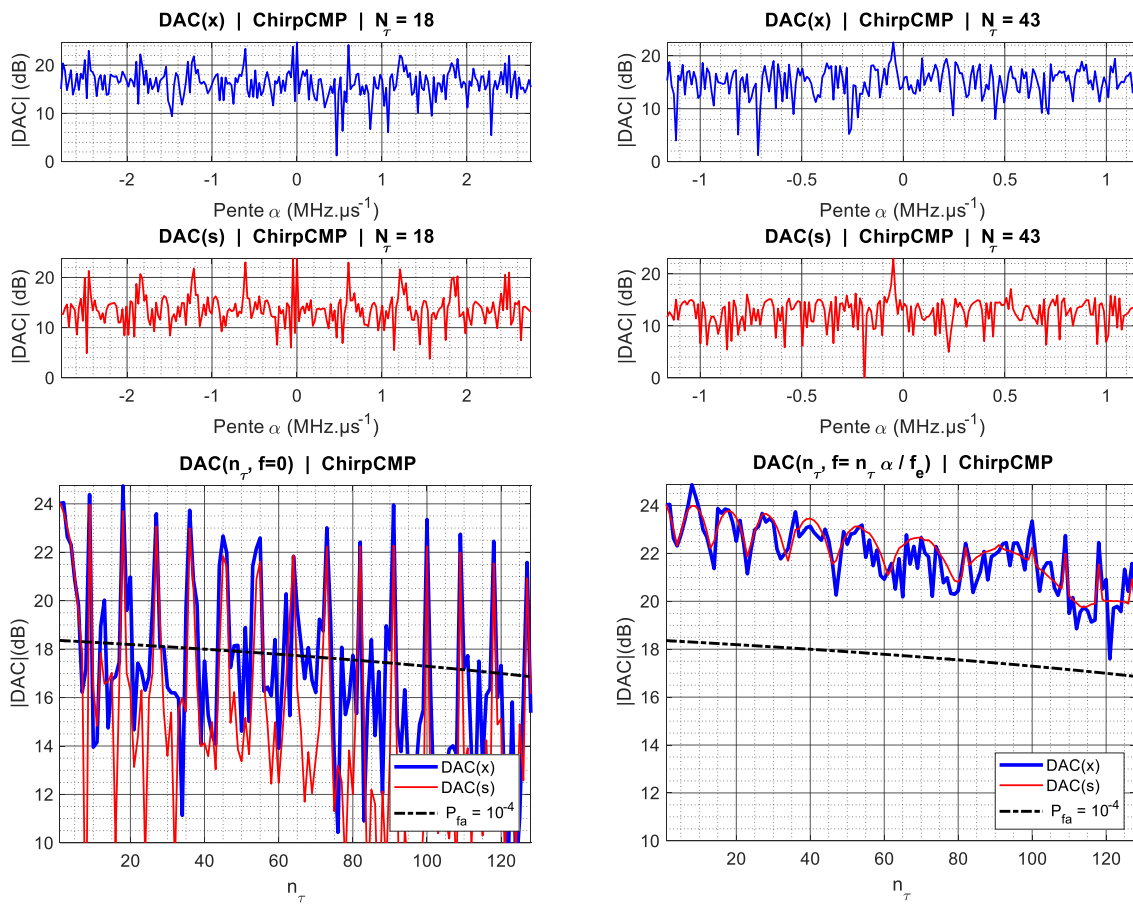 DAC(x) | ChirpCMP | N_τ = 18
|DAC| (dB)
20
10
0
-2
-1
0
1
2
Pente α (MHz.µs⁻¹)
DAC(x) | ChirpCMP | N_τ = 43
|DAC| (dB)
20
10
0
-1
-0.5
0
0.5
1
Pente α (MHz.µs⁻¹)
DAC(s) | ChirpCMP | N_τ = 18
|DAC| (dB)
20
10
0
-2
-1
0
1
2
Pente α (MHz.µs⁻¹)
DAC(s) | ChirpCMP | N_τ = 43
|DAC| (dB)
20
10
0
-1
-0.5
0
0.5
1
Pente α (MHz.µs⁻¹)
DAC(n_τ, f=0) | ChirpCMP
|DAC|(dB)
24
22
20
18
16
14
12
10
20
40
60
80
100
120
n_τ
DAC(x)
DAC(s)
P_fa = 10⁻⁴
DAC(n_τ, f= n_τ α / f_e) | ChirpCMP
|DAC|(dB)
24
22
20
18
16
14
12
10
20
40
60
80
100
120
n_τ
DAC(x)
DAC(s)
P_fa = 10⁻⁴